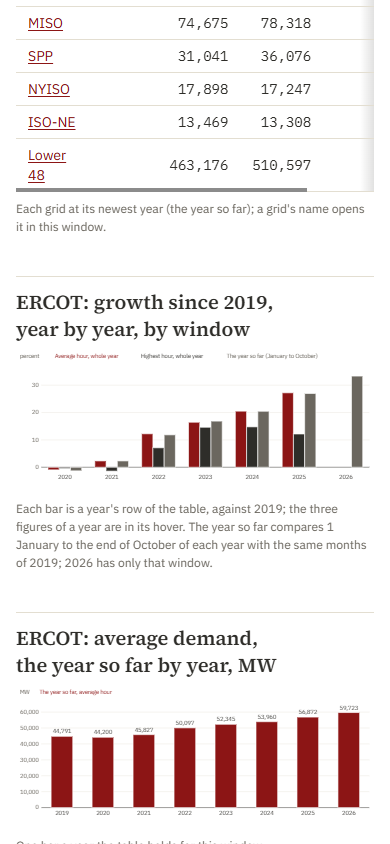 MISO 74,675 78,318
SPP 31,041 36,076
NYISO 17,898 17,247
ISO-NE 13,469 13,308
Lower
48 463,176 510,597
Each grid at its newest year (the year so far); a grid's name opens
it in this window.
ERCOT: growth since 2019,
year by year, by window
percent Average hour, whole year Highest hour, whole year The year so far (January to October)
30
20
10
0
2020 2021 2022 2023 2024 2025 2026
Each bar is a year's row of the table, against 2019; the three
figures of a year are in its hover. The year so far compares 1
January to the end of October of each year with the same months
of 2019; 2026 has only that window.
ERCOT: average demand,
the year so far by year, MW
MW The year so far, average hour
60,000
50,000
40,000
30,000
20,000
10,000
0
44,791 44,200 45,827 50,097 52,345 53,960 56,872 59,723
2019 2020 2021 2022 2023 2024 2025 2026